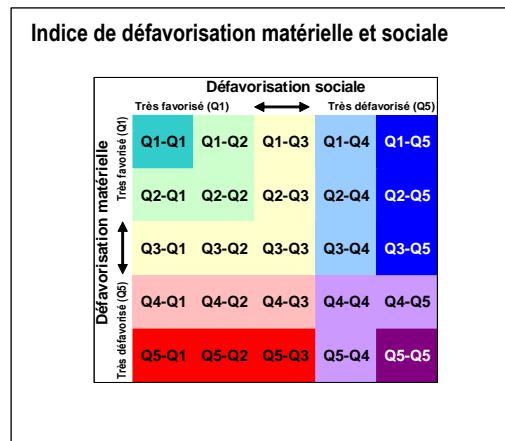 Indice de défavorisation matérielle et sociale
Défavorisation sociale
Très favorisé (Q1) Très défavorisé (Q5)
Défavorisation matérielle
Très favorisé (Q1)
Très défavorisé (Q5)
Q1-Q1 Q1-Q2 Q1-Q3 Q1-Q4 Q1-Q5
Q2-Q1 Q2-Q2 Q2-Q3 Q2-Q4 Q2-Q5
Q3-Q1 Q3-Q2 Q3-Q3 Q3-Q4 Q3-Q5
Q4-Q1 Q4-Q2 Q4-Q3 Q4-Q4 Q4-Q5
Q5-Q1 Q5-Q2 Q5-Q3 Q5-Q4 Q5-Q5